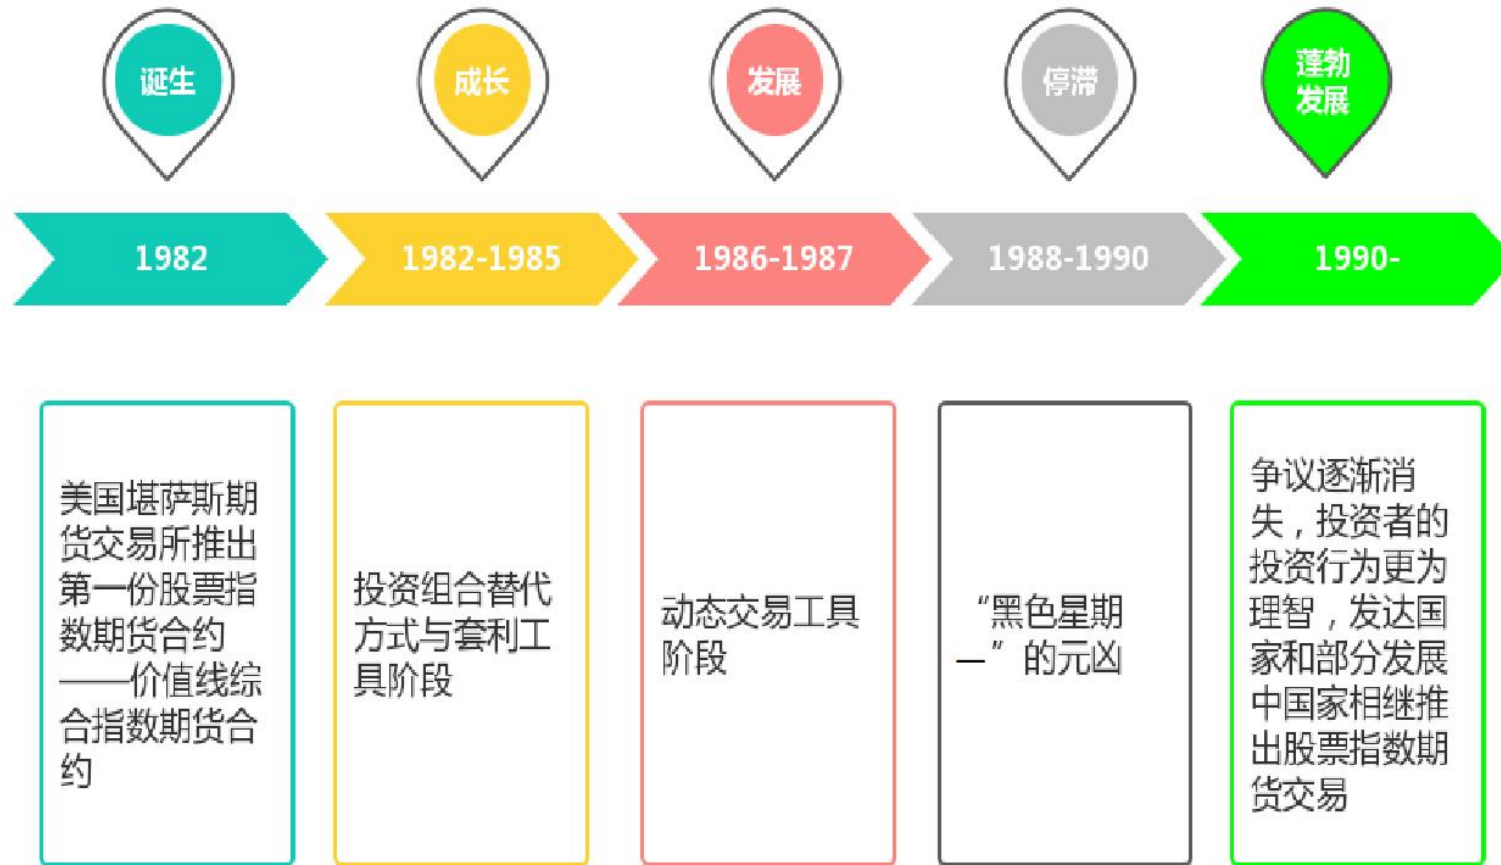 诞生
成长
发展
停滞
蓬勃
发展
1982
1982-1985
1986-1987
1988-1990
1990-
美国堪萨斯期
货交易所推出
第一份股票指
数期货合约
——价值线综
合指数期货合
约
投资组合替代
方式与套利工
具阶段
动态交易工具
阶段
“黑色星期
一”的元凶
争议逐渐消
失，投资者的
投资行为更为
理智，发达国
家和部分发展
中国家相继推
出股票指数期
货交易